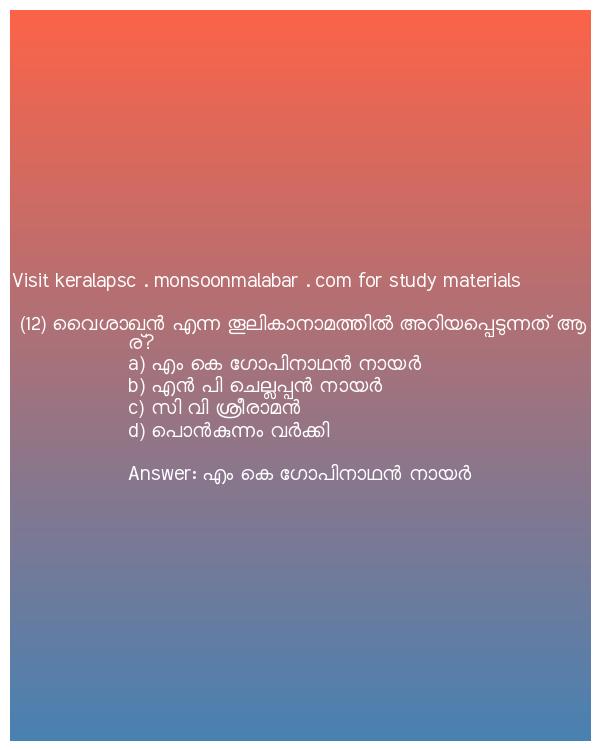 Visit keralapsc . monsoonmalabar . com for study materials
(12) വൈശാഖൻ എന്ന തൂലികാനാമത്തിൽ അറിയപ്പെടുന്നത് ആ
ര്?
a) എം കെ ഗോപിനാഥൻ നായർ
b) എൻ പി ചെല്ലപ്പൻ നായർ
c) സി വി ശ്രീരാമൻ
d) പൊൻകുന്നം വർക്കി
Answer: എം കെ ഗോപിനാഥൻ നായർ